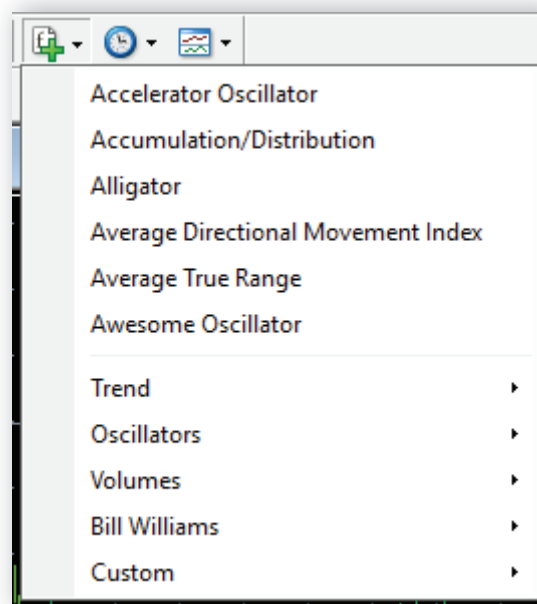 Accelerator Oscillator
Accumulation/Distribution
Alligator
Average Directional Movement Index
Average True Range
Awesome Oscillator
Trend
Oscillators
Volumes
Bill Williams
Custom